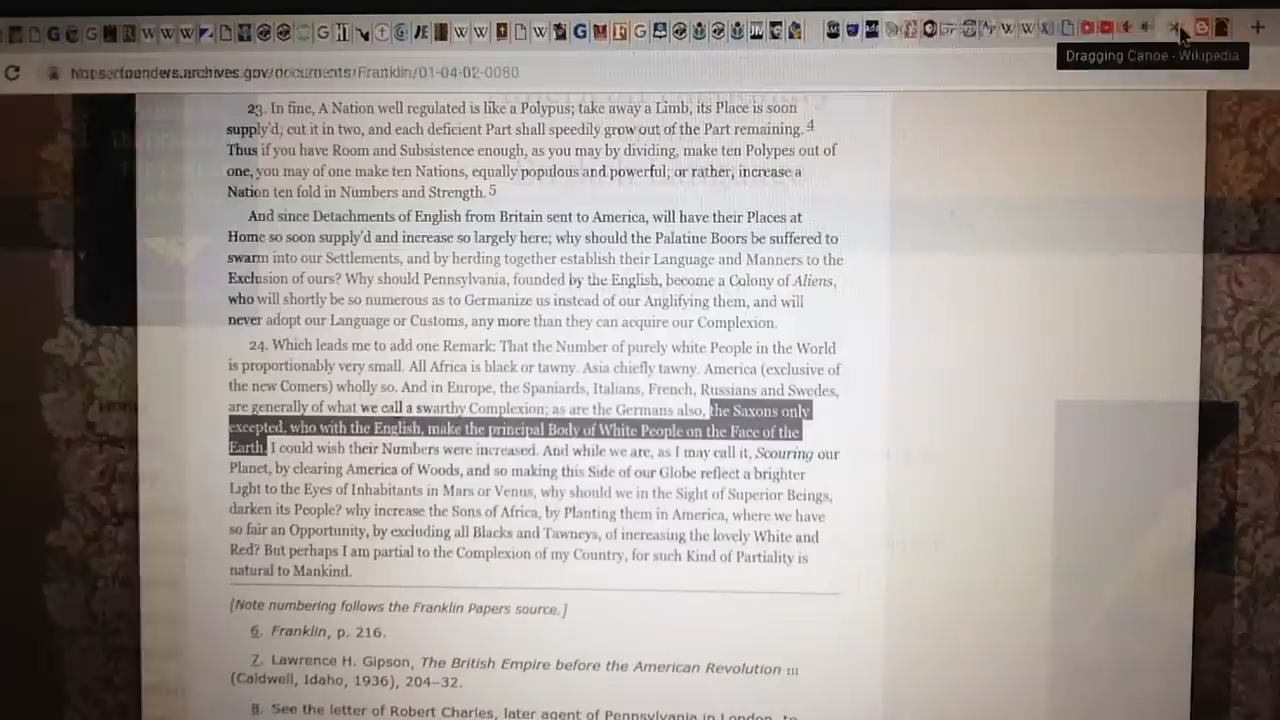 Dragging Canoe - Wikipedia
founders.archives.gov/documents/Franklin/01-04-02-0080
23. In fine, A Nation well regulated is like a Polypus; take away a Limb, its Place is soon
supply'd; cut it in two, and each deficient Part shall speedily grow out of the Part remaining. 4
Thus if you have Room and Subsistence enough, as you may by dividing, make ten Polypes out of
one, you may of one make ten Nations, equally populous and powerful; or rather, increase a
Nation ten fold in Numbers and Strength. 5
And since Detachments of English from Britain sent to America, will have their Places at
Home so soon supply'd and increase so largely here; why should the Palatine Boors be suffered to
swarm into our Settlements, and by herding together establish their Language and Manners to the
Exclusion of ours? Why should Pennsylvania, founded by the English, become a Colony of Aliens,
who will shortly be so numerous as to Germanize us instead of our Anglifying them, and will
never adopt our Language or Customs, any more than they can acquire our Complexion.
24. Which leads me to add one Remark: That the Number of purely white People in the World
is proportionably very small. All Africa is black or tawny. Asia chiefly tawny. America (exclusive of
the new Comers) wholly so. And in Europe, the Spaniards, Italians, French, Russians and Swedes,
are generally of what we call a swarthy Complexion; as are the Germans also, the Saxons only
excepted, who with the English, make the principal Body of White People on the Face of the
Earth. I could wish their Numbers were increased. And while we are, as I may call it, Scouring our
Planet, by clearing America of Woods, and so making this Side of our Globe reflect a brighter
Light to the Eyes of Inhabitants in Mars or Venus, why should we in the Sight of Superior Beings,
darken its People? why increase the Sons of Africa, by Planting them in America, where we have
so fair an Opportunity, by excluding all Blacks and Tawneys, of increasing the lovely White and
Red? But perhaps I am partial to the Complexion of my Country, for such Kind of Partiality is
natural to Mankind.
[Note numbering follows the Franklin Papers source.]
6. Franklin, p. 216.
7. Lawrence H. Gipson, The British Empire before the American Revolution III
(Caldwell, Idaho, 1936), 204–32.
8. See the letter of Robert Charles, later agent of Pennsylvania in London, to